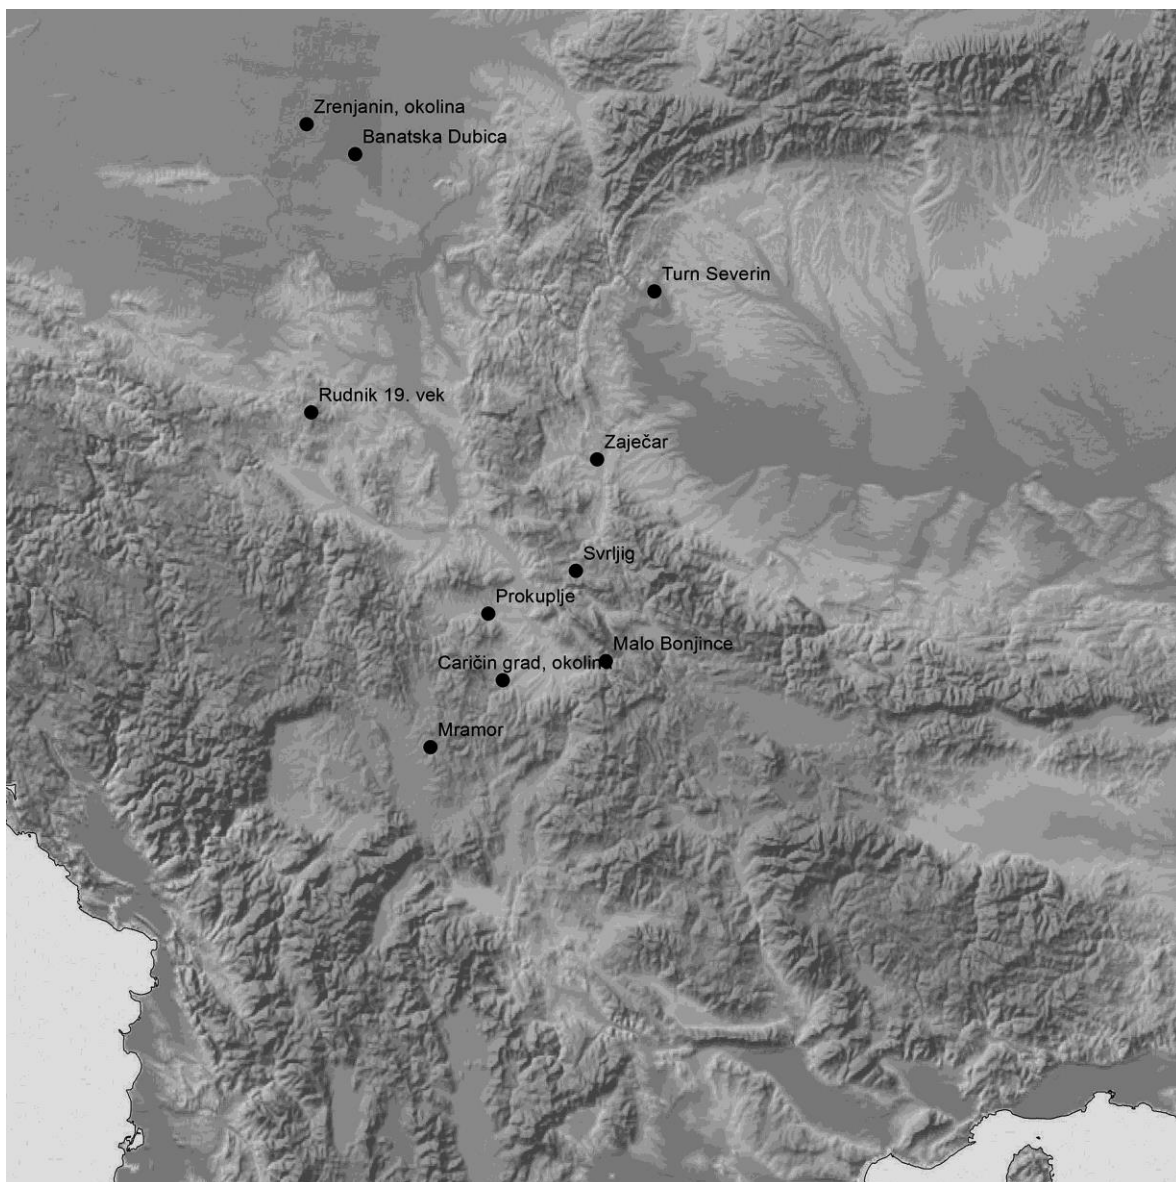 Zrenjanin, okolina
Banatska Dubica
Turn Severin
Rudnik 19. vek
Zaječar
Svrljig
Prokuplje
Malo Bonjince
Caričin grad, okolina
Mramor